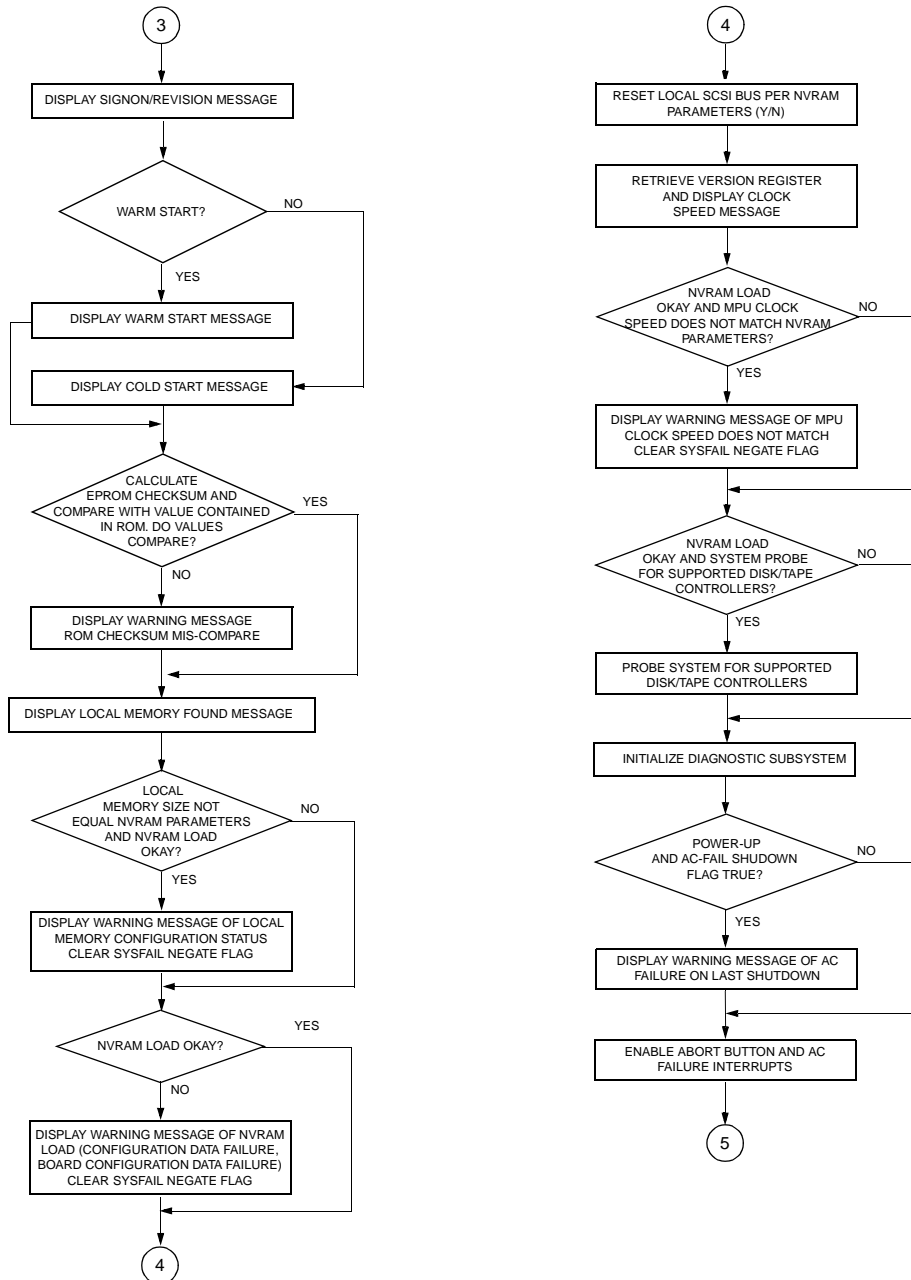 3
DISPLAY SIGNON/REVISION MESSAGE
WARM START?
NO
YES
DISPLAY WARM START MESSAGE
DISPLAY COLD START MESSAGE
CALCULATE
EPROM CHECKSUM AND
COMPARE WITH VALUE CONTAINED
IN ROM. DO VALUES
COMPARE?
YES
NO
DISPLAY WARNING MESSAGE
ROM CHECKSUM MIS-COMPARE
DISPLAY LOCAL MEMORY FOUND MESSAGE
LOCAL
MEMORY SIZE NOT
EQUAL NVRAM PARAMETERS
AND NVRAM LOAD
OKAY?
NO
YES
DISPLAY WARNING MESSAGE OF LOCAL
MEMORY CONFIGURATION STATUS
CLEAR SYSFAIL NEGATE FLAG
YES
NVRAM LOAD OKAY?
NO
DISPLAY WARNING MESSAGE OF NVRAM
LOAD (CONFIGURATION DATA FAILURE,
BOARD CONFIGURATION DATA FAILURE)
CLEAR SYSFAIL NEGATE FLAG
4
4
RESET LOCAL SCSI BUS PER NVRAM
PARAMETERS (Y/N)
RETRIEVE VERSION REGISTER
AND DISPLAY CLOCK
SPEED MESSAGE
NVRAM LOAD
OKAY AND MPU CLOCK
SPEED DOES NOT MATCH NVRAM
PARAMETERS?
NO
YES
DISPLAY WARNING MESSAGE OF MPU
CLOCK SPEED DOES NOT MATCH
CLEAR SYSFAIL NEGATE FLAG
NVRAM LOAD
OKAY AND SYSTEM PROBE
FOR SUPPORTED DISK/TAPE
CONTROLLERS?
NO
YES
PROBE SYSTEM FOR SUPPORTED
DISK/TAPE CONTROLLERS
INITIALIZE DIAGNOSTIC SUBSYSTEM
POWER-UP
AND AC-FAIL SHUDOWN
FLAG TRUE?
NO
YES
DISPLAY WARNING MESSAGE OF AC
FAILURE ON LAST SHUTDOWN
ENABLE ABORT BUTTON AND AC
FAILURE INTERRUPTS
5